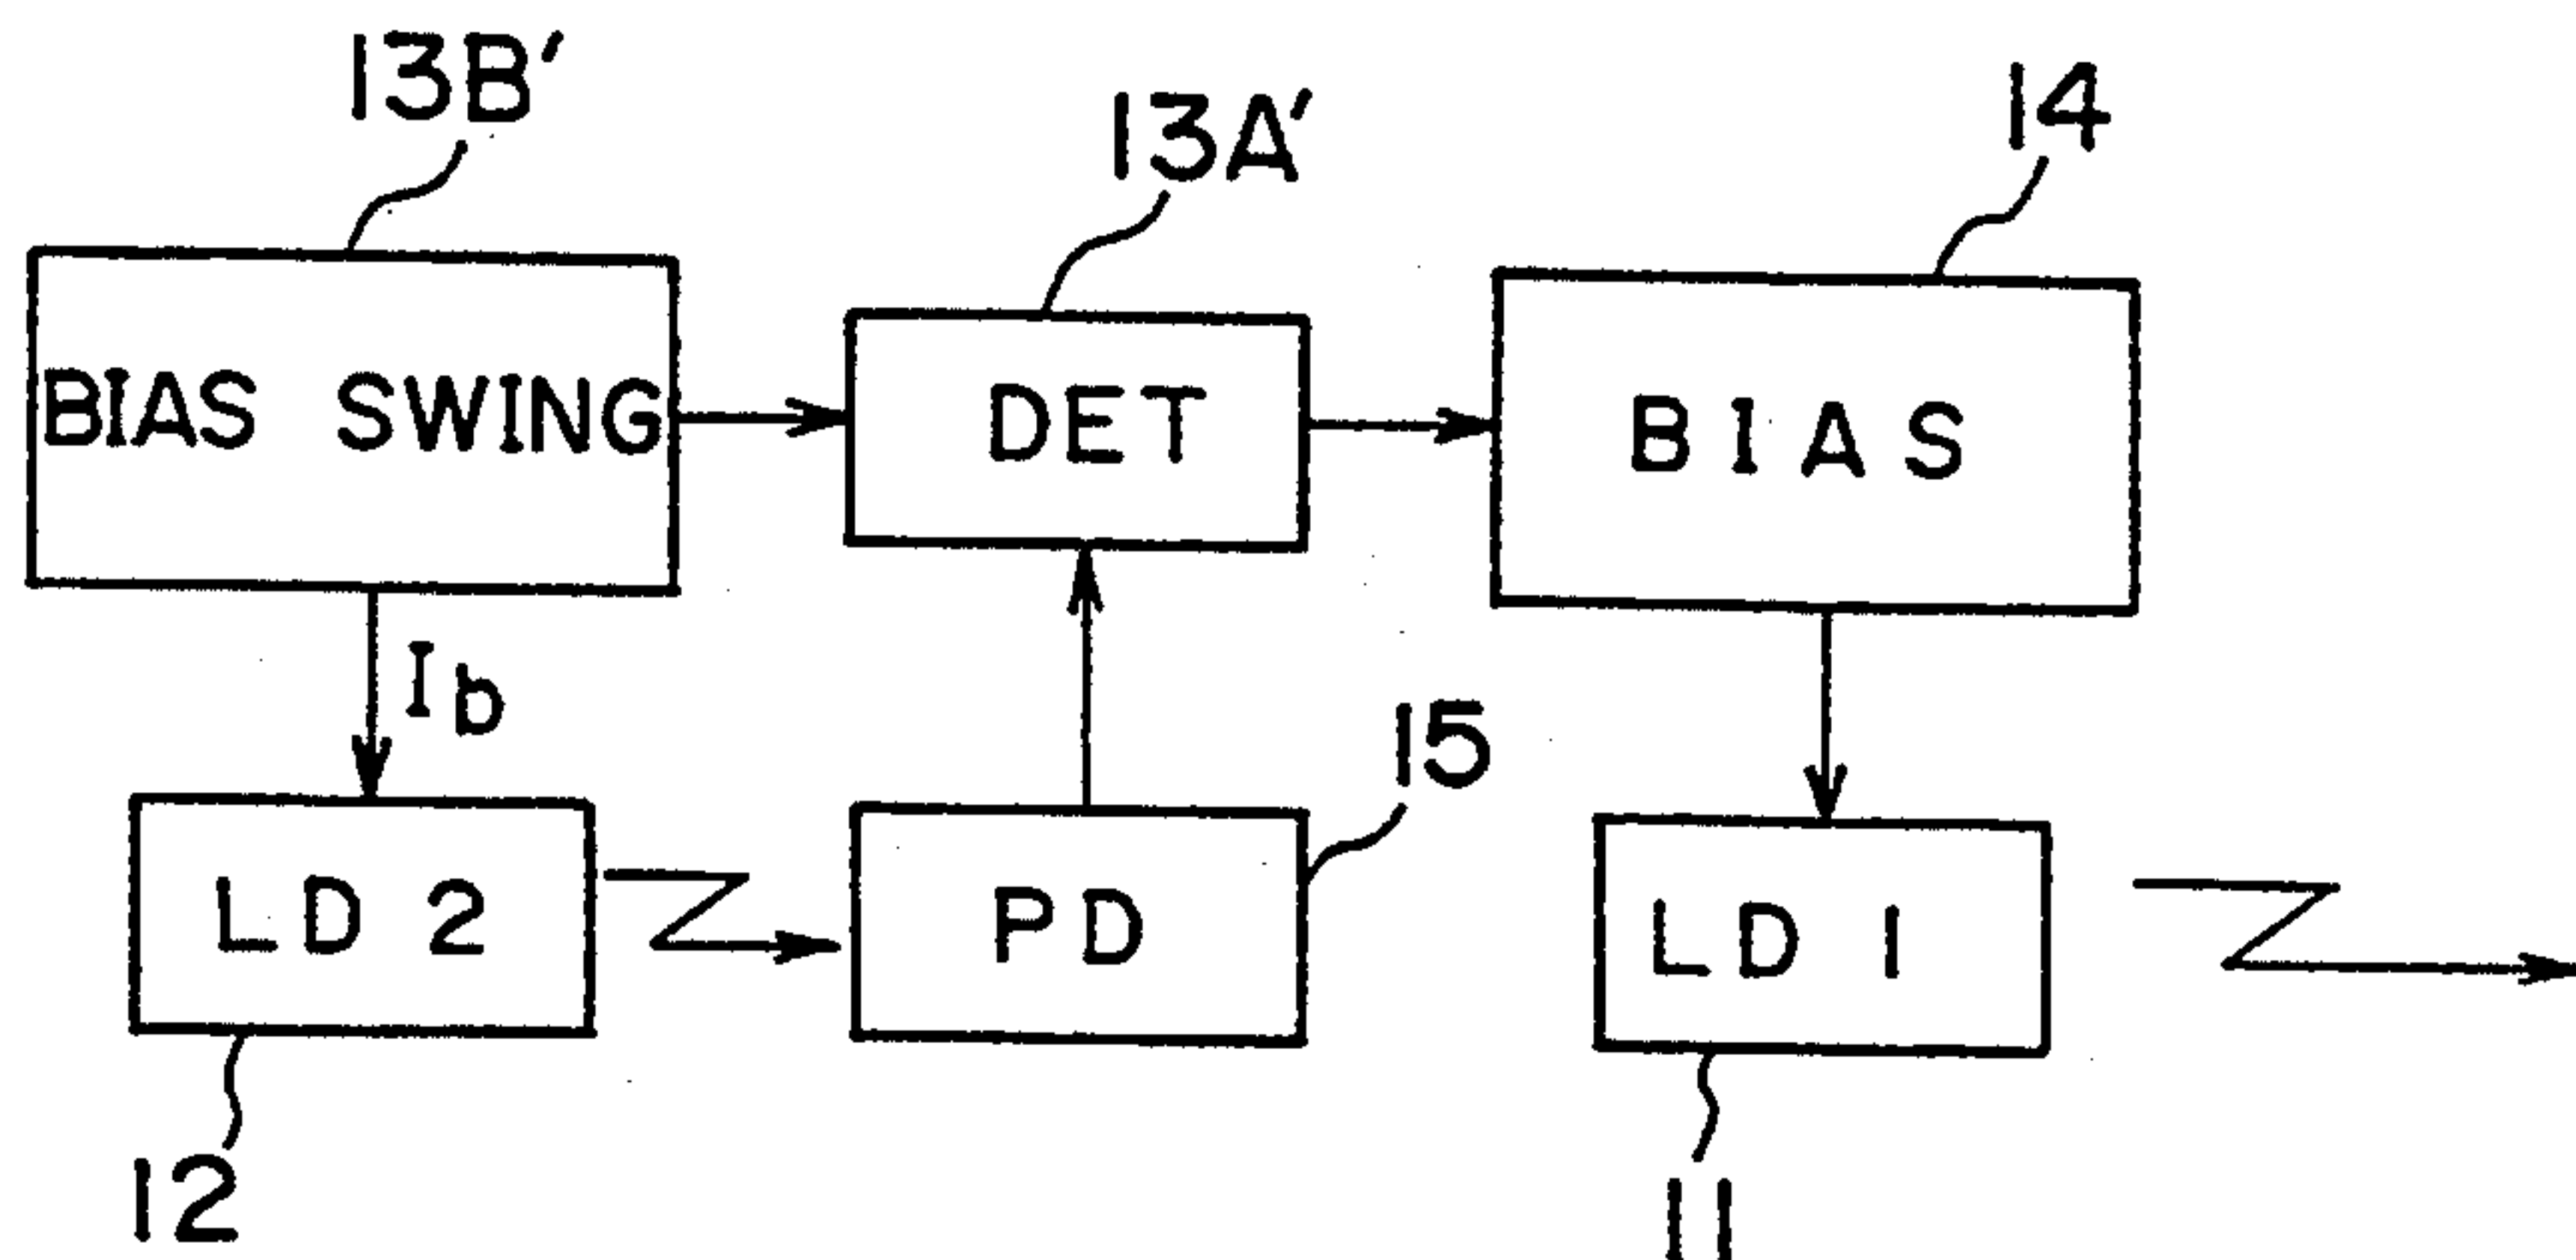 13B'
13A'
14
BIAS SWING
DET
BIAS
Ib
15
LD 2
PD
LD 1
12
11